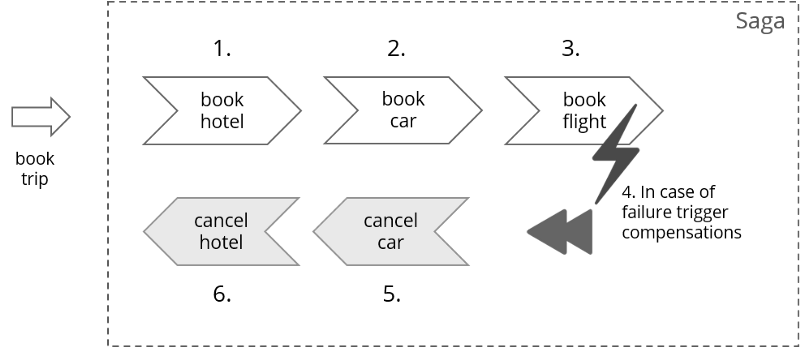 Saga
1.
2.
3.
book
hotel
book
car
book
flight
book
trip
4. In case of
failure trigger
compensations
cancel
hotel
cancel
car
6.
5.